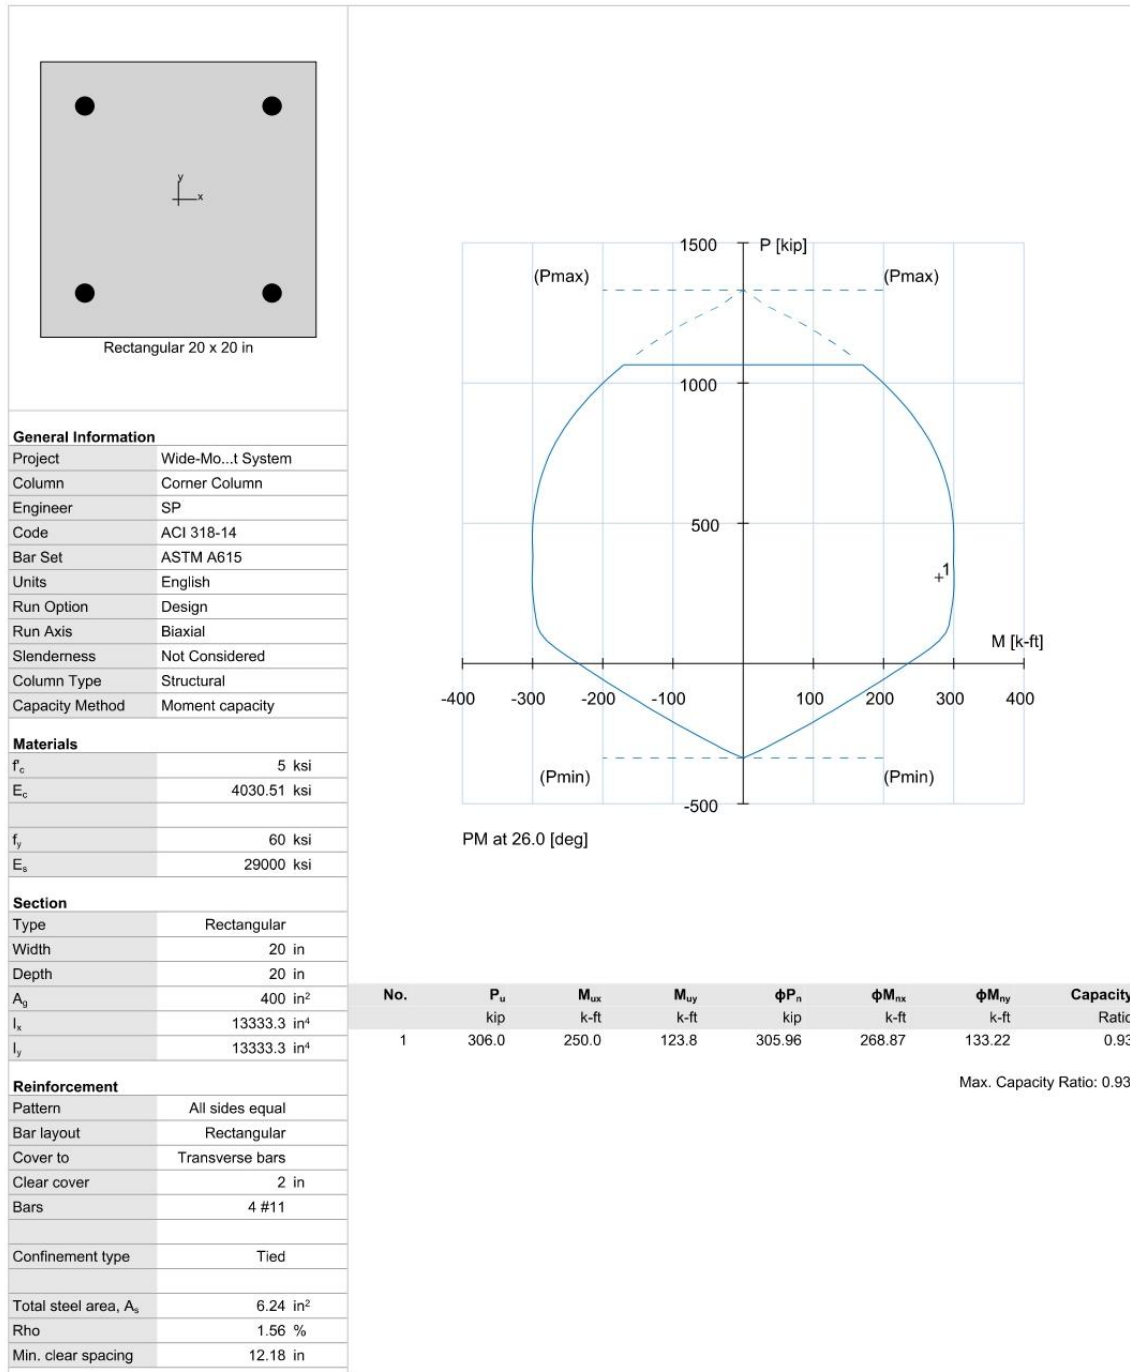 y
x
Rectangular 20 x 20 in
General Information
Project Wide-Mo...t System
Column Corner Column
Engineer SP
Code ACI 318-14
Bar Set ASTM A615
Units English
Run Option Design
Run Axis Biaxial
Slenderness Not Considered
Column Type Structural
Capacity Method Moment capacity
Materials
f'c 5 ksi
Ec 4030.51 ksi
fy 60 ksi
Es 29000 ksi
Section
Type Rectangular
Width 20 in
Depth 20 in
Ag 400 in²
Ix 13333.3 in⁴
Iy 13333.3 in⁴
Reinforcement
Pattern All sides equal
Bar layout Rectangular
Cover to Transverse bars
Clear cover 2 in
Bars 4 #11
Confinement type Tied
Total steel area, As 6.24 in²
Rho 1.56 %
Min. clear spacing 12.18 in
1500 P [kip]
(Pmax) (Pmax)
1000
500
1
M [k-ft]
-400 -300 -200 -100 100 200 300 400
(Pmin) (Pmin)
-500
PM at 26.0 [deg]
No. Pu Mux Muy ϕPn ϕMnx ϕMny Capacity
kip k-ft k-ft kip k-ft k-ft Ratio
1 306.0 250.0 123.8 305.96 268.87 133.22 0.93
Max. Capacity Ratio: 0.93